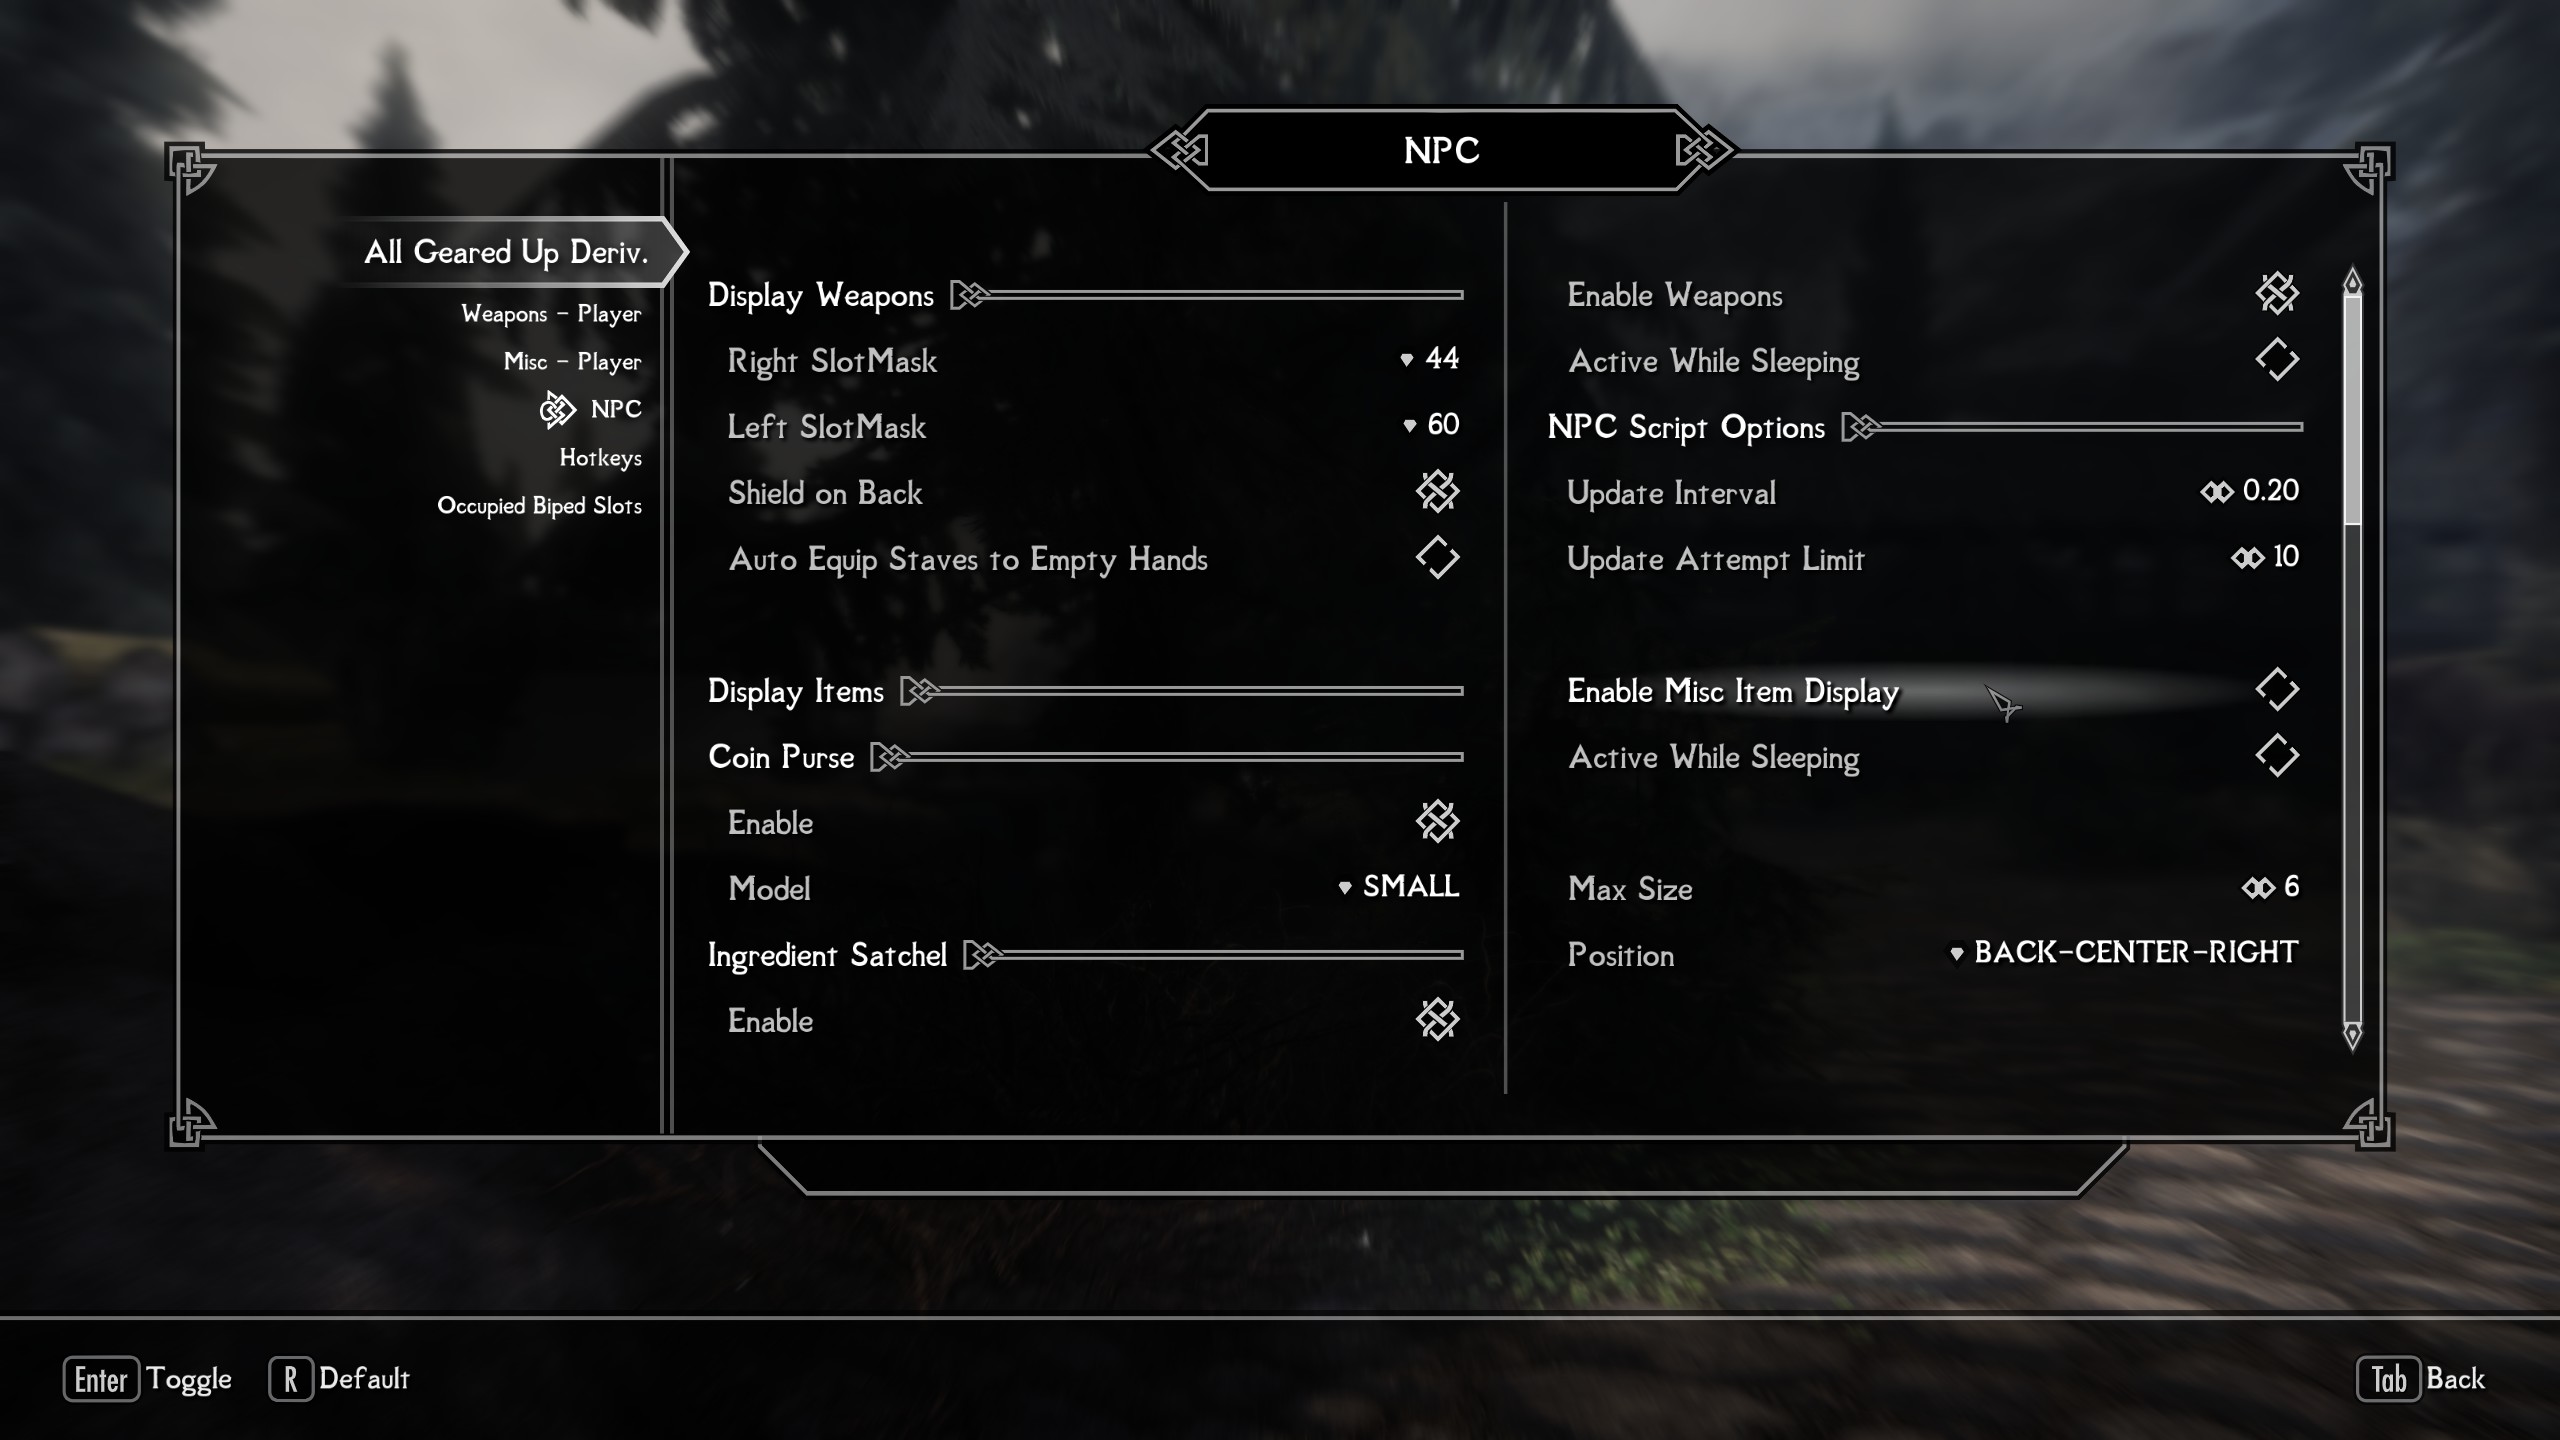 NPC
All Geared Up Deriv.
Weapons – Player
Misc – Player
NPC
Hotkeys
Occupied Biped Slots
Display Weapons
Right SlotMask 44
Left SlotMask 60
Shield on Back
Auto Equip Staves to Empty Hands
Display Items
Coin Purse
Enable
Model SMALL
Ingredient Satchel
Enable
Enable Weapons
Active While Sleeping
NPC Script Options
Update Interval 0.20
Update Attempt Limit 10
Enable Misc Item Display
Active While Sleeping
Max Size 6
Position BACK-CENTER-RIGHT
Enter Toggle R Default Tab Back